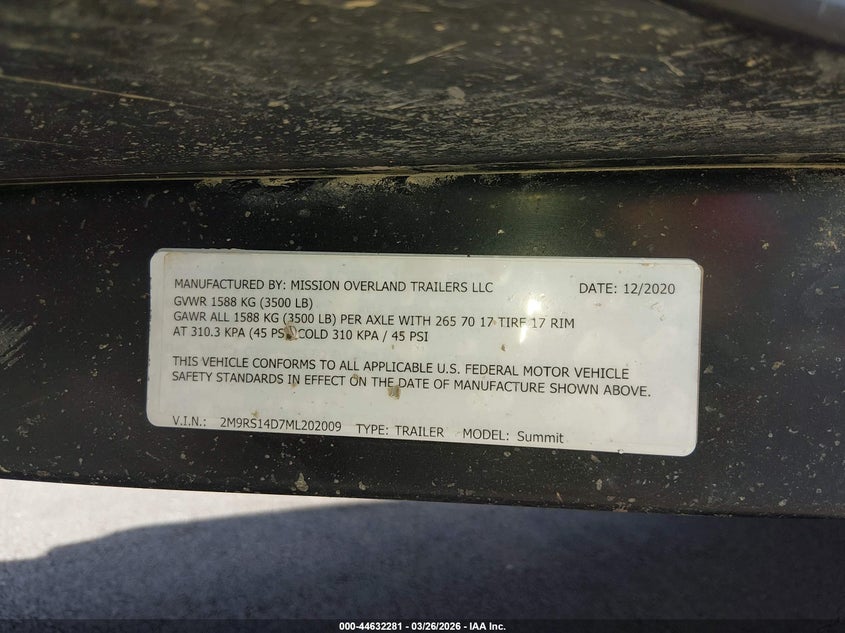 MANUFACTURED BY: MISSION OVERLAND TRAILERS LLC DATE: 12/2020
GVWR 1588 KG (3500 LB)
GAWR ALL 1588 KG (3500 LB) PER AXLE WITH 265 70 17 TIRE 17 RIM
AT 310.3 KPA (45 PSI) COLD 310 KPA / 45 PSI
THIS VEHICLE CONFORMS TO ALL APPLICABLE U.S. FEDERAL MOTOR VEHICLE
SAFETY STANDARDS IN EFFECT ON THE DATE OF MANUFACTURE SHOWN ABOVE.
V.I.N.: 2M9RS14D7ML202009 TYPE: TRAILER MODEL: Summit
000-44632281 - 03/26/2026 - IAA Inc.